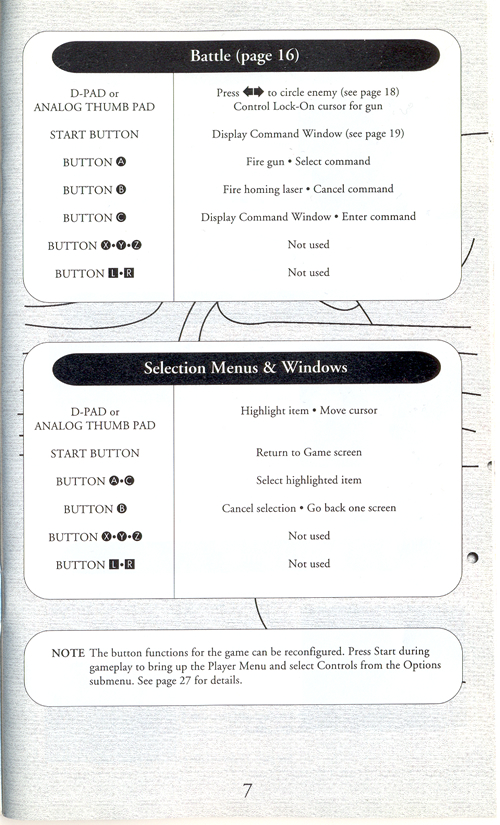 Battle (page 16)
D-PAD or
ANALOG THUMB PAD
Press ⬅➡ to circle enemy (see page 18)
Control Lock-On cursor for gun
START BUTTON
Display Command Window (see page 19)
BUTTON A
Fire gun • Select command
BUTTON B
Fire homing laser • Cancel command
BUTTON C
Display Command Window • Enter command
BUTTON X•Y•Z
Not used
BUTTON L•R
Not used
Selection Menus & Windows
D-PAD or
ANALOG THUMB PAD
Highlight item • Move cursor
START BUTTON
Return to Game screen
BUTTON A•C
Select highlighted item
BUTTON B
Cancel selection • Go back one screen
BUTTON X•Y•Z
Not used
BUTTON L•R
Not used
NOTE The button functions for the game can be reconfigured. Press Start during
gameplay to bring up the Player Menu and select Controls from the Options
submenu. See page 27 for details.
7